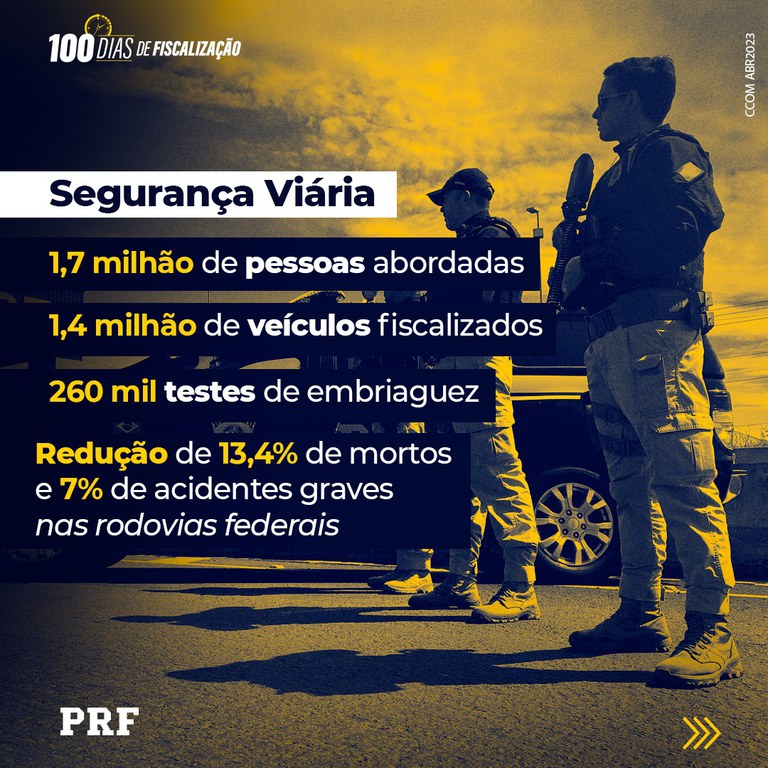 100 DIAS DE FISCALIZAÇÃO
CCOM ABR2023
Segurança Viária
1,7 milhão de pessoas abordadas
1,4 milhão de veículos fiscalizados
260 mil testes de embriaguez
Redução de 13,4% de mortos
e 7% de acidentes graves
nas rodovias federais
PRF